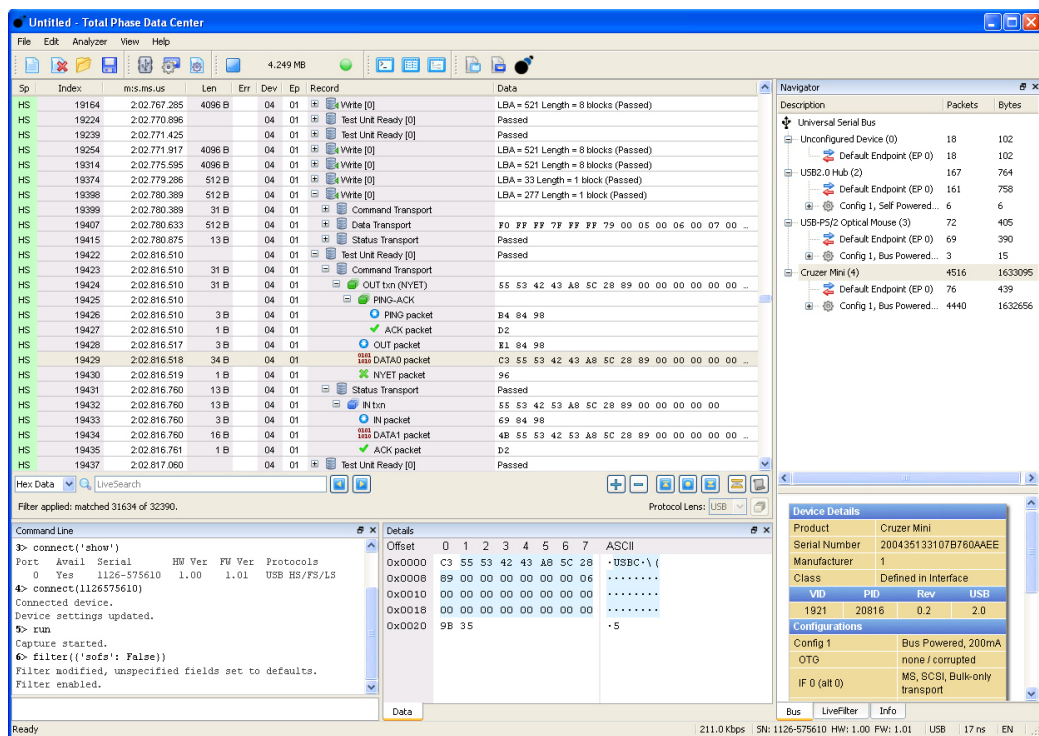 Untitled - Total Phase Data Center
File Edit Analyzer View Help
4.249 MB
Sp Index m:s.ms.us Len Err Dev Ep Record Data
HS 19164 2:02.767.285 4096 B 04 01 Write [0] LBA = 521 Length = 8 blocks (Passed)
HS 19224 2:02.770.896 04 01 Test Unit Ready [0] Passed
HS 19239 2:02.771.425 04 01 Test Unit Ready [0] Passed
HS 19254 2:02.771.917 4096 B 04 01 Write [0] LBA = 521 Length = 8 blocks (Passed)
HS 19314 2:02.775.595 4096 B 04 01 Write [0] LBA = 521 Length = 8 blocks (Passed)
HS 19374 2:02.779.286 512 B 04 01 Write [0] LBA = 33 Length = 1 block (Passed)
HS 19398 2:02.780.389 512 B 04 01 Write [0] LBA = 277 Length = 1 block (Passed)
HS 19399 2:02.780.389 31 B 04 01 Command Transport
HS 19407 2:02.780.633 512 B 04 01 Data Transport F0 FF FF 7F FF FF 79 00 05 00 06 00 07 00 ...
HS 19415 2:02.780.875 13 B 04 01 Status Transport Passed
HS 19422 2:02.816.510 04 01 Test Unit Ready [0] Passed
HS 19423 2:02.816.510 31 B 04 01 Command Transport
HS 19424 2:02.816.510 31 B 04 01 OUT txn (NYET) 55 53 42 43 A8 5C 28 89 00 00 00 00 00 00 ...
HS 19425 2:02.816.510 04 01 PING-ACK
HS 19426 2:02.816.510 3 B 04 01 PING packet B4 84 98
HS 19427 2:02.816.510 1 B 04 01 ACK packet D2
HS 19428 2:02.816.517 3 B 04 01 OUT packet E1 84 98
HS 19429 2:02.816.518 34 B 04 01 DATA0 packet C3 55 53 42 43 A8 5C 28 89 00 00 00 00 00 ...
HS 19430 2:02.816.519 1 B 04 01 NYET packet 96
HS 19431 2:02.816.760 13 B 04 01 Status Transport Passed
HS 19432 2:02.816.760 13 B 04 01 IN txn 55 53 42 53 A8 5C 28 89 00 00 00 00 00
HS 19433 2:02.816.760 3 B 04 01 IN packet 69 84 98
HS 19434 2:02.816.760 16 B 04 01 DATA1 packet 4B 55 53 42 53 A8 5C 28 89 00 00 00 00 00 ...
HS 19435 2:02.816.761 1 B 04 01 ACK packet D2
HS 19437 2:02.817.060 04 01 Test Unit Ready [0] Passed
Hex Data LiveSearch
Filter applied: matched 31634 of 32390. Protocol Lens: USB
Navigator
Description Packets Bytes
Universal Serial Bus
Unconfigured Device (0) 18 102
Default Endpoint (EP 0) 18 102
USB2.0 Hub (2) 167 764
Default Endpoint (EP 0) 161 758
Config 1, Self Powered... 6 6
USB-PS/2 Optical Mouse (3) 72 405
Default Endpoint (EP 0) 69 390
Config 1, Bus Powered... 3 15
Cruzer Mini (4) 4516 1633095
Default Endpoint (EP 0) 76 439
Config 1, Bus Powered... 4440 1632656
Command Line
3> connect('show')
Port Avail Serial HW Ver FW Ver Protocols
0 Yes 1126-575610 1.00 1.01 USB HS/FS/LS
4> connect(1126575610)
Connected device.
Device settings updated.
5> run
Capture started.
6> filter({'sofs': False})
Filter modified, unspecified fields set to defaults.
Filter enabled.
Details
Offset 0 1 2 3 4 5 6 7 ASCII
0x0000 C3 55 53 42 43 A8 5C 28 ·USBC·\(
0x0008 89 00 00 00 00 00 00 06 ········
0x0010 00 00 00 00 00 00 00 00 ········
0x0018 00 00 00 00 00 00 00 00 ········
0x0020 9B 35 ·5
Data
Device Details
Product Cruzer Mini
Serial Number 200435133107B760AAEE
Manufacturer 1
Class Defined in Interface
VID PID Rev USB
1921 20816 0.2 2.0
Configurations
Config 1 Bus Powered, 200mA
OTG none / corrupted
IF 0 (alt 0) MS, SCSI, Bulk-only transport
Bus LiveFilter Info
Ready 211.0 Kbps SN: 1126-575610 HW: 1.00 FW: 1.01 USB 17 ns EN